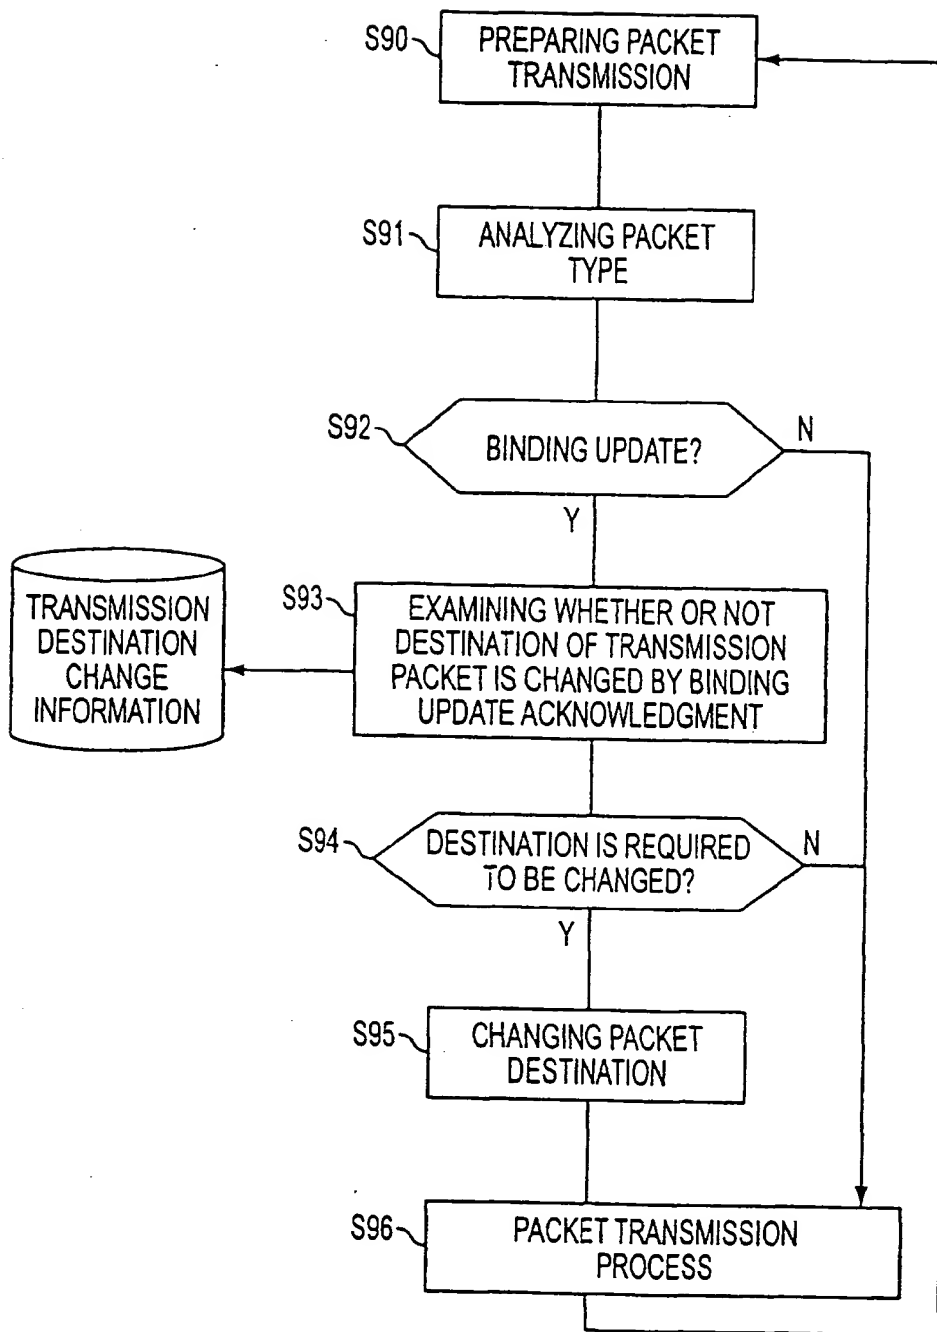 S90
PREPARING PACKET
TRANSMISSION
S91
ANALYZING PACKET
TYPE
S92
BINDING UPDATE?
N
Y
TRANSMISSION
DESTINATION
CHANGE
INFORMATION
S93
EXAMINING WHETHER OR NOT
DESTINATION OF TRANSMISSION
PACKET IS CHANGED BY BINDING
UPDATE ACKNOWLEDGMENT
S94
DESTINATION IS REQUIRED
TO BE CHANGED?
N
Y
S95
CHANGING PACKET
DESTINATION
S96
PACKET TRANSMISSION
PROCESS